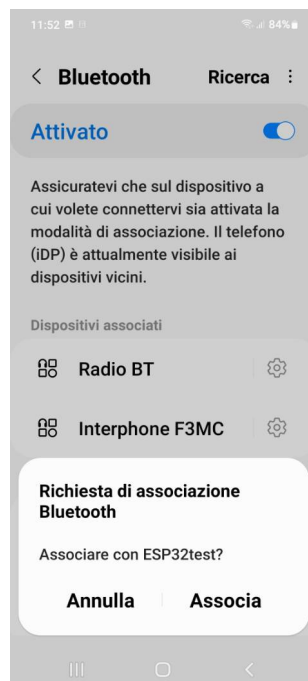 11:52 84%
Bluetooth Ricerca
Attivato
Assicuratevi che sul dispositivo a
cui volete connettervi sia attivata la
modalità di associazione. Il telefono
(iDP) è attualmente visibile ai
dispositivi vicini.
Dispositivi associati
Radio BT
Interphone F3MC
Richiesta di associazione
Bluetooth
Associare con ESP32test?
Annulla Associa